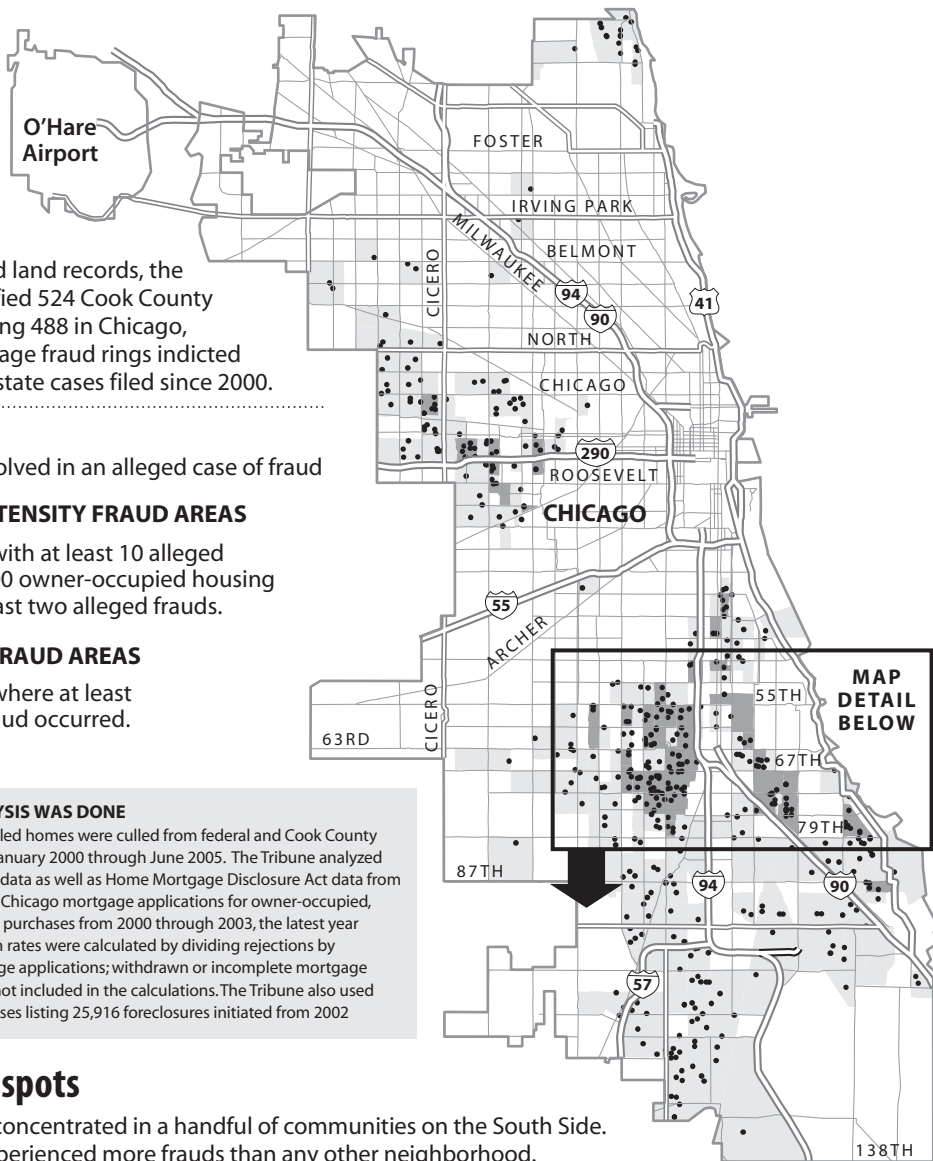 O'Hare
Airport
FOSTER
IRVING PARK
BELMONT
MILWAUKEE
CICERO
94
90
41
NORTH
CHICAGO
290
ROOSEVELT
CHICAGO
55
ARCHER
CICERO
63RD
55TH
MAP
DETAIL
BELOW
67TH
79TH
87TH
94
90
57
138TH
d land records, the
fied 524 Cook County
ng 488 in Chicago,
age fraud rings indicted
state cases filed since 2000.
olved in an alleged case of fraud
TENSITY FRAUD AREAS
with at least 10 alleged
00 owner-occupied housing
ast two alleged frauds.
RAUD AREAS
where at least
ud occurred.
YSIS WAS DONE
led homes were culled from federal and Cook County
anuary 2000 through June 2005. The Tribune analyzed
data as well as Home Mortgage Disclosure Act data from
Chicago mortgage applications for owner-occupied,
purchases from 2000 through 2003, the latest year
n rates were calculated by dividing rejections by
ge applications; withdrawn or incomplete mortgage
not included in the calculations. The Tribune also used
ses listing 25,916 foreclosures initiated from 2002
spots
concentrated in a handful of communities on the South Side.
perienced more frauds than any other neighborhood.